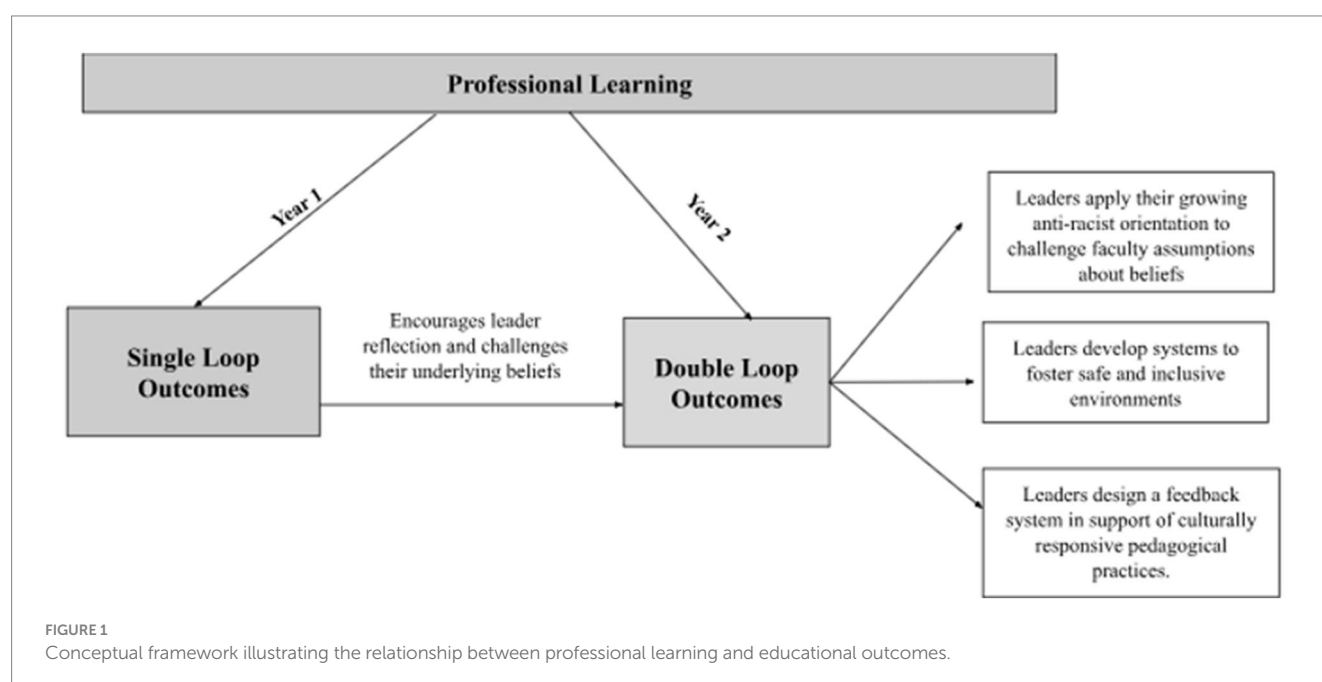 Professional Learning
Year 1
Year 2
Single Loop
Outcomes
Encourages leader
reflection and challenges
their underlying beliefs
Double Loop
Outcomes
Leaders apply their growing
anti-racist orientation to
challenge faculty assumptions
about beliefs
Leaders develop systems to
foster safe and inclusive
environments
Leaders design a feedback
system in support of culturally
responsive pedagogical
practices.
FIGURE 1
Conceptual framework illustrating the relationship between professional learning and educational outcomes.